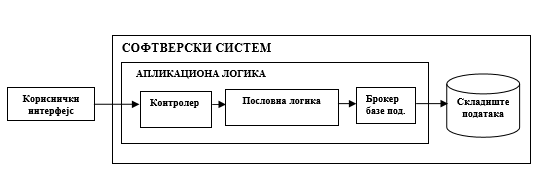 СОФТВЕРСКИ СИСТЕМ
АПЛИКАЦИОНА ЛОГИКА
Кориснички
интерфејс
Контролер
Пословна логика
Брокер
базе под.
Складиште
података